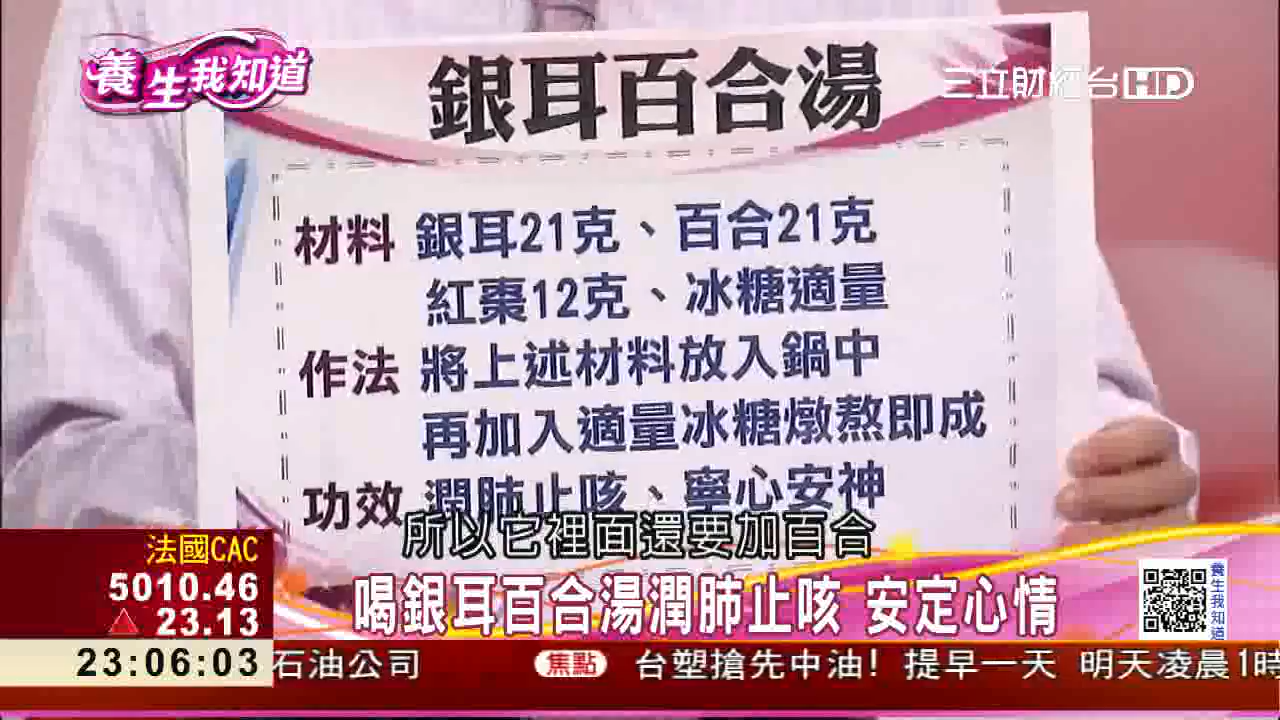 養生我知道
三立財經台HD
銀耳百合湯
材料 銀耳21克、百合21克
紅棗12克、冰糖適量
作法 將上述材料放入鍋中
再加入適量冰糖燉熬即成
功效 潤肺止咳、寧心安神
所以它裡面還要加百合
法國CAC
5010.46
▲ 23.13
喝銀耳百合湯潤肺止咳 安定心情
養生我知道
23:06:03
石油公司 焦點 台塑搶先中油! 提早一天 明天凌晨1時